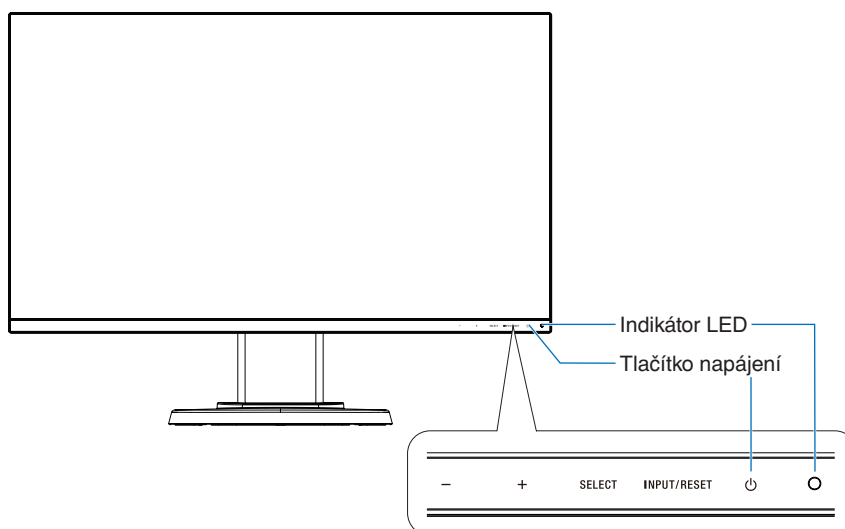 Indikátor LED
Tlačítko napájení
− + SELECT INPUT/RESET